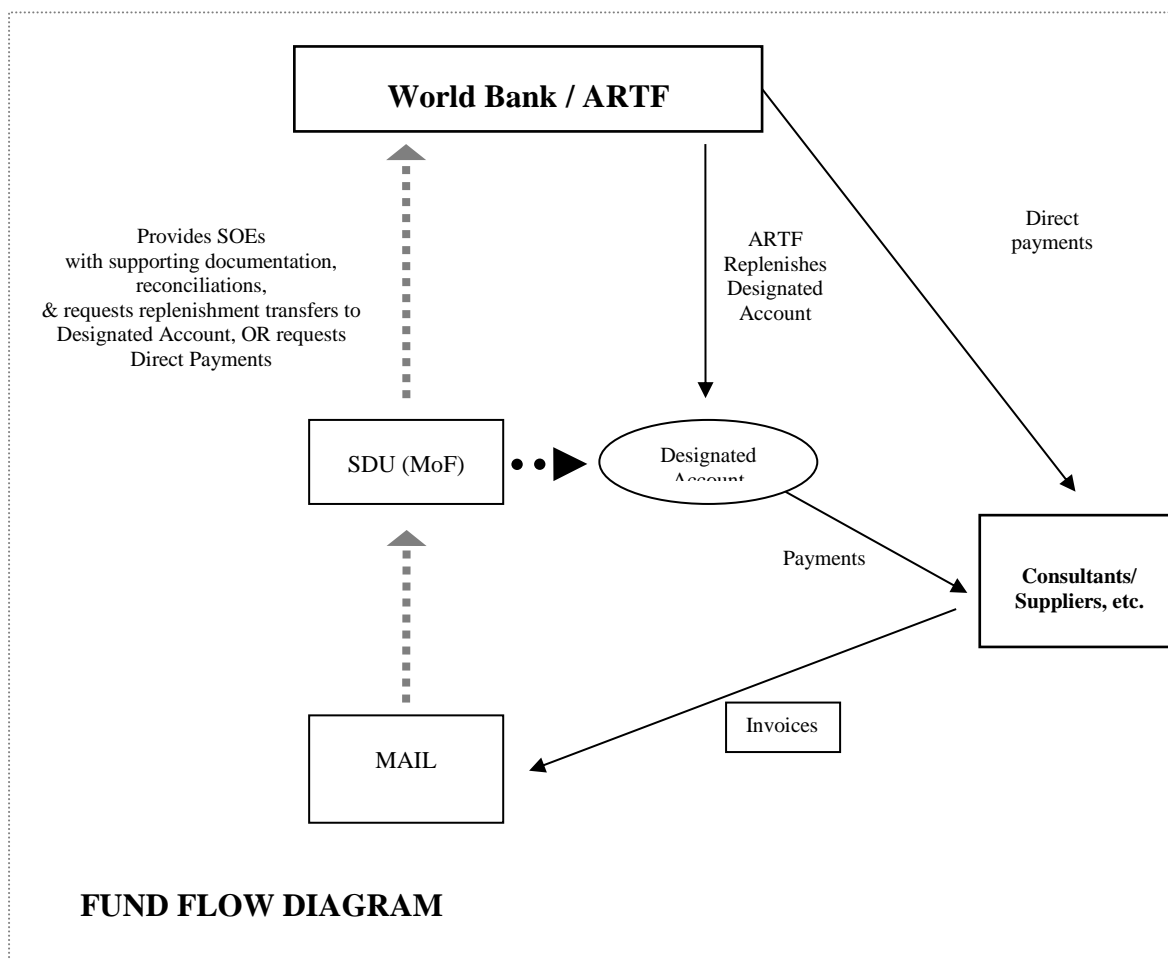 World Bank / ARTF
Provides SOEs
with supporting documentation,
reconciliations,
& requests replenishment transfers to
Designated Account, OR requests
Direct Payments
ARTF
Replenishes
Designated
Account
Direct
payments
SDU (MoF)
Designated
Account
Payments
Consultants/
Suppliers, etc.
Invoices
MAIL
FUND FLOW DIAGRAM